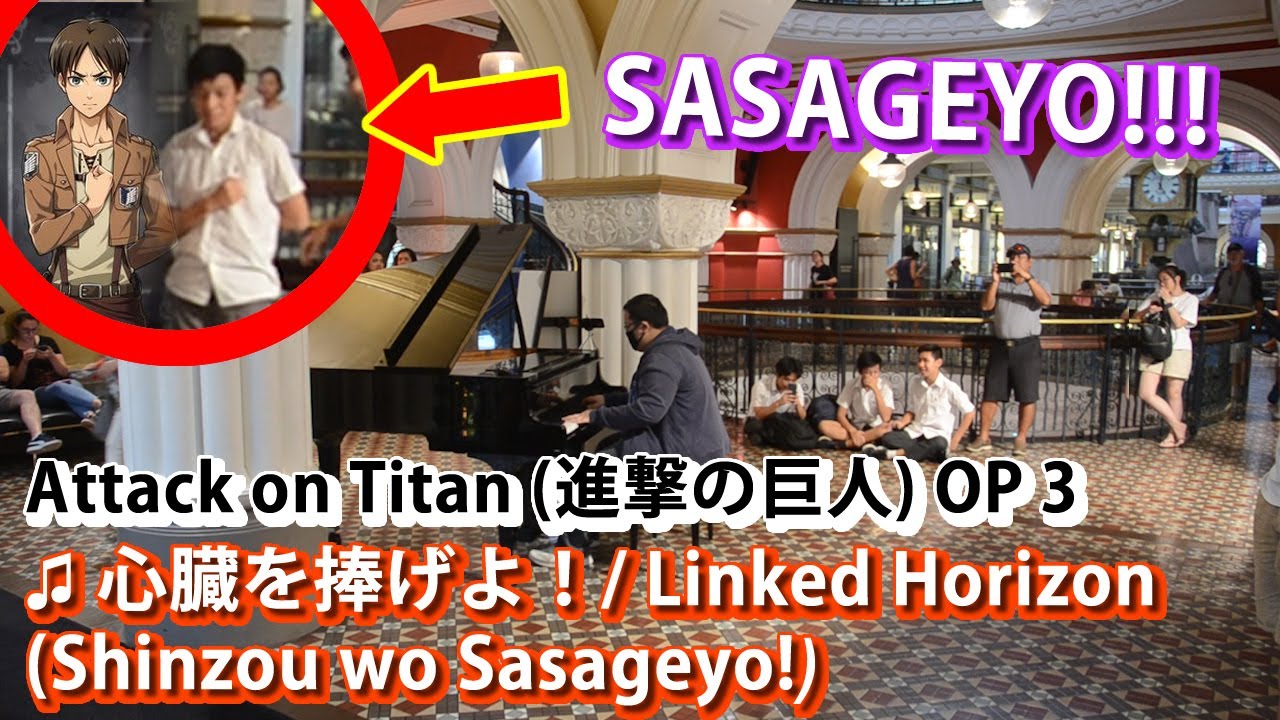 SASAGEYO!!!
Attack on Titan (進撃の巨人) OP 3
♫ 心臓を捧げよ！/ Linked Horizon
(Shinzou wo Sasageyo!)